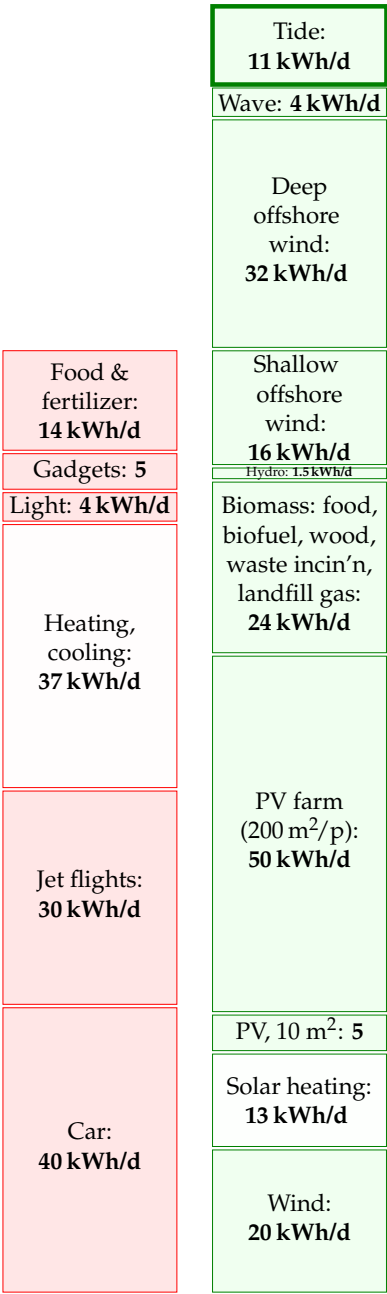 Tide:
11 kWh/d
Wave: 4 kWh/d
Deep
offshore
wind:
32 kWh/d
Food &
fertilizer:
14 kWh/d
Gadgets: 5
Light: 4 kWh/d
Heating,
cooling:
37 kWh/d
Jet flights:
30 kWh/d
Car:
40 kWh/d
Shallow
offshore
wind:
16 kWh/d
Hydro: 1.5 kWh/d
Biomass: food,
biofuel, wood,
waste incin’n,
landfill gas:
24 kWh/d
PV farm
(200 m²/p):
50 kWh/d
PV, 10 m²: 5
Solar heating:
13 kWh/d
Wind:
20 kWh/d